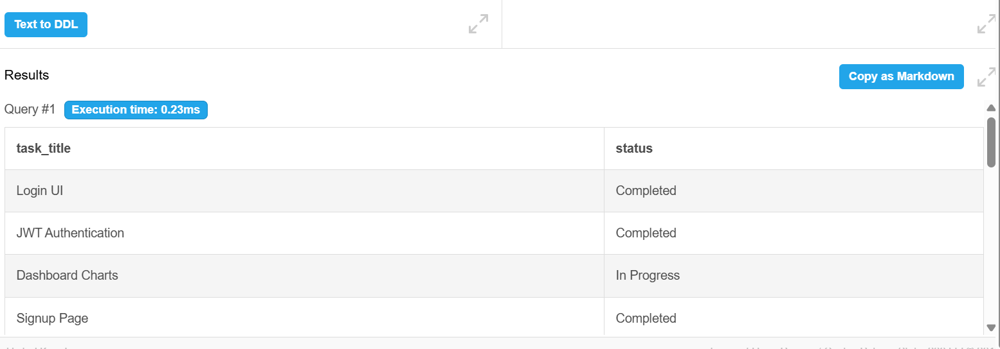 Text to DDL
Results
Copy as Markdown
Query #1 Execution time: 0.23ms
task_title status
Login UI Completed
JWT Authentication Completed
Dashboard Charts In Progress
Signup Page Completed